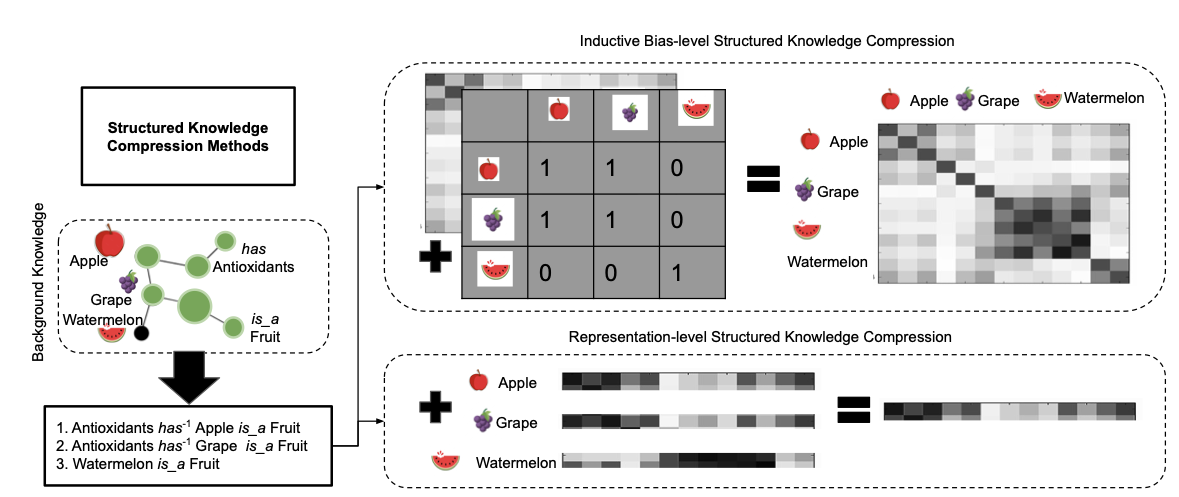 Inductive Bias-level Structured Knowledge Compression
Structured Knowledge
Compression Methods
Background Knowledge
Apple
has
Antioxidants
Grape
Watermelon
is_a
Fruit
1. Antioxidants has-1 Apple is_a Fruit
2. Antioxidants has-1 Grape is_a Fruit
3. Watermelon is_a Fruit
1 1 0
1 1 0
0 0 1
Apple Grape Watermelon
Apple
Grape
Watermelon
Representation-level Structured Knowledge Compression
Apple
Grape
Watermelon